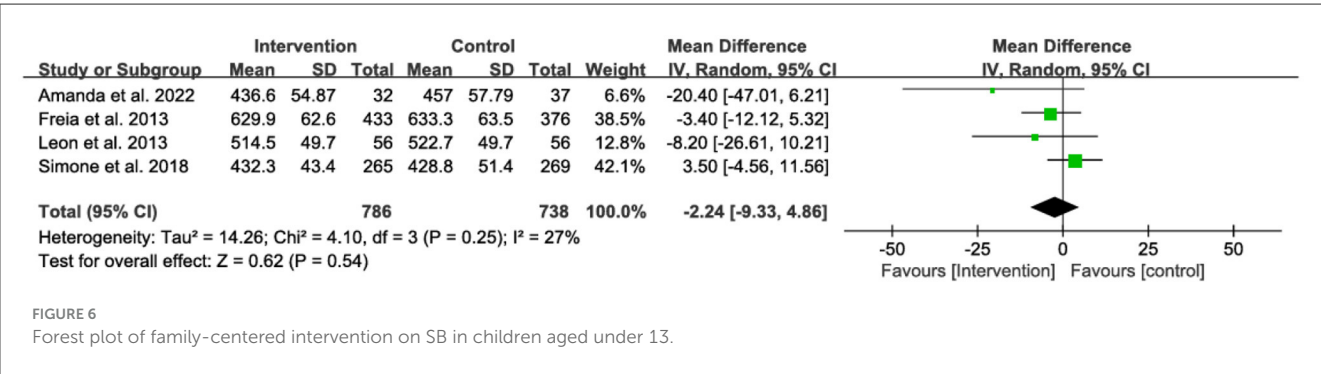 Intervention Control Mean Difference Mean Difference
Study or Subgroup Mean SD Total Mean SD Total Weight IV, Random, 95% CI IV, Random, 95% CI
Amanda et al. 2022 436.6 54.87 32 457 57.79 37 6.6% -20.40 [-47.01, 6.21]
Freia et al. 2013 629.9 62.6 433 633.3 63.5 376 38.5% -3.40 [-12.12, 5.32]
Leon et al. 2013 514.5 49.7 56 522.7 49.7 56 12.8% -8.20 [-26.61, 10.21]
Simone et al. 2018 432.3 43.4 265 428.8 51.4 269 42.1% 3.50 [-4.56, 11.56]
Total (95% CI) 786 738 100.0% -2.24 [-9.33, 4.86]
Heterogeneity: Tau² = 14.26; Chi² = 4.10, df = 3 (P = 0.25); I² = 27%
Test for overall effect: Z = 0.62 (P = 0.54)
-50 -25 0 25 50
Favours [Intervention] Favours [control]
FIGURE 6
Forest plot of family-centered intervention on SB in children aged under 13.